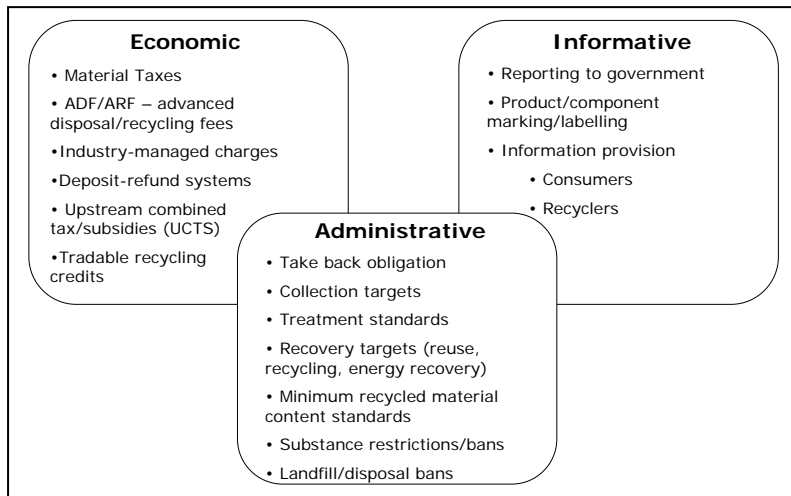 Economic
• Material Taxes
• ADF/ARF – advanced
disposal/recycling fees
•Industry-managed charges
•Deposit-refund systems
• Upstream combined
tax/subsidies (UCTS)
•Tradable recycling
credits
Informative
• Reporting to government
• Product/component
marking/labelling
• Information provision
• Consumers
• Recyclers
Administrative
• Take back obligation
• Collection targets
• Treatment standards
• Recovery targets (reuse,
recycling, energy recovery)
• Minimum recycled material
content standards
• Substance restrictions/bans
• Landfill/disposal bans